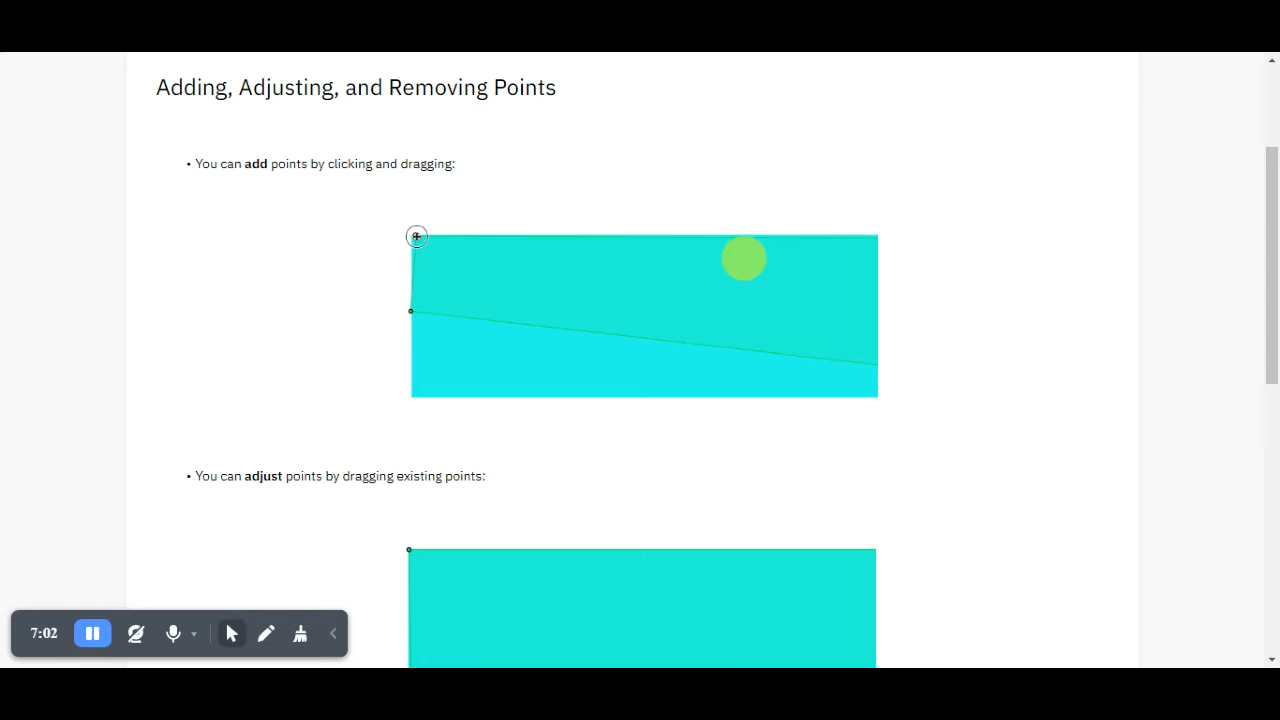 Adding, Adjusting, and Removing Points
• You can add points by clicking and dragging:
• You can adjust points by dragging existing points:
7:02